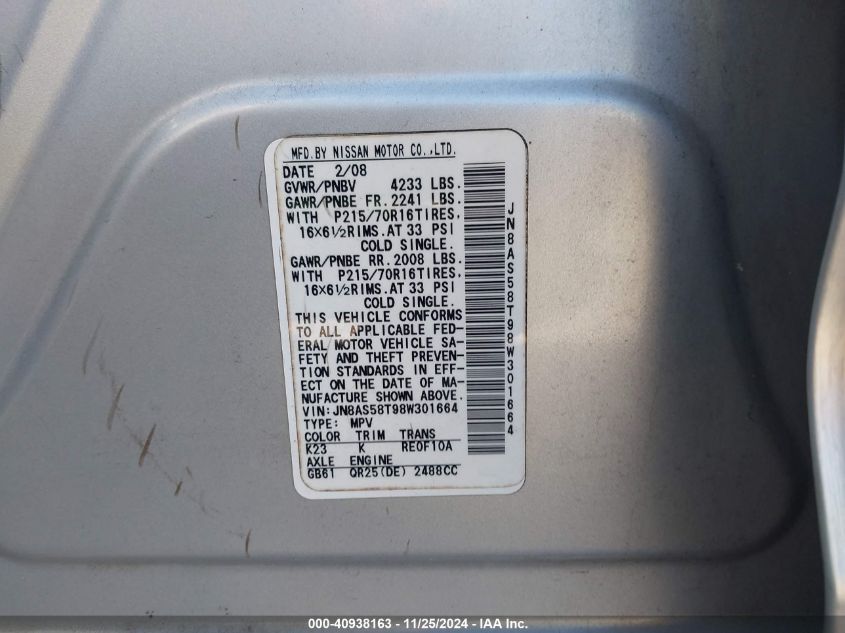 MFD.BY NISSAN MOTOR CO.,LTD.
DATE 2/08
GVWR/PNBV 4233 LBS.
GAWR/PNBE FR. 2241 LBS.
WITH P215/70R16TIRES,
16X6½RIMS.AT 33 PSI
COLD SINGLE.
GAWR/PNBE RR. 2008 LBS.
WITH P215/70R16TIRES,
16X6½RIMS.AT 33 PSI
COLD SINGLE.
THIS VEHICLE CONFORMS
TO ALL APPLICABLE FED-
ERAL MOTOR VEHICLE SA-
FETY AND THEFT PREVEN-
TION STANDARDS IN EFF-
ECT ON THE DATE OF MA-
NUFACTURE SHOWN ABOVE.
VIN:JN8AS58T98W301664
TYPE: MPV
COLOR TRIM TRANS
K23 K RE0F10A
AXLE ENGINE
GB61 QR25(DE) 2488CC
JN8AS58T98W301664
000-40938163 - 11/25/2024 - IAA Inc.